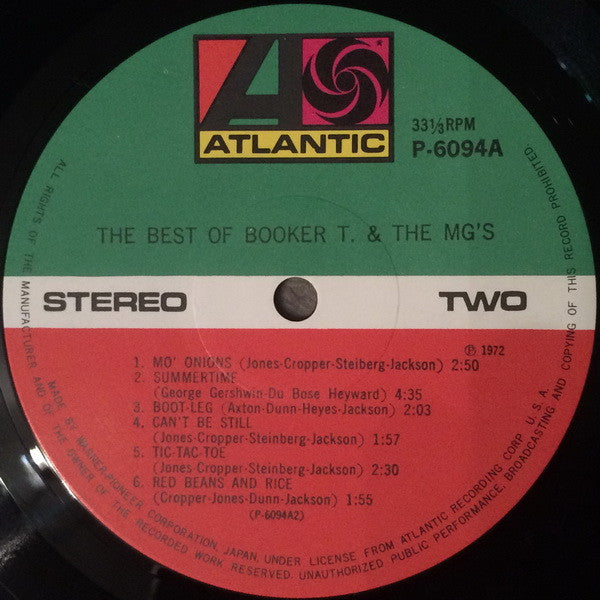 ATLANTIC
33⅓RPM
P-6094A
THE BEST OF BOOKER T. & THE MG'S
STEREO
TWO
℗ 1972
1. MO' ONIONS (Jones-Cropper-Steiberg-Jackson) 2:50
2. SUMMERTIME
(George Gershwin-Du Bose Heyward) 4:35
3. BOOT-LEG (Axton-Dunn-Heyes-Jackson) 2:03
4. CAN'T BE STILL
(Jones-Cropper-Steinberg-Jackson) 1:57
5. TIC-TAC-TOE
(Jones-Cropper-Steinberg-Jackson) 2:30
6. RED BEANS AND RICE
(Cropper-Jones-Dunn-Jackson) 1:55
(P-6094A2)
MADE BY WARNER-PIONEER CORPORATION, JAPAN, UNDER LICENSE FROM ATLANTIC RECORDING CORP. U.S.A.
ALL RIGHTS OF THE MANUFACTURER AND OF THE OWNER OF THE RECORDED WORK RESERVED. UNAUTHORIZED PUBLIC PERFORMANCE, BROADCASTING AND COPYING OF THIS RECORD PROHIBITED.